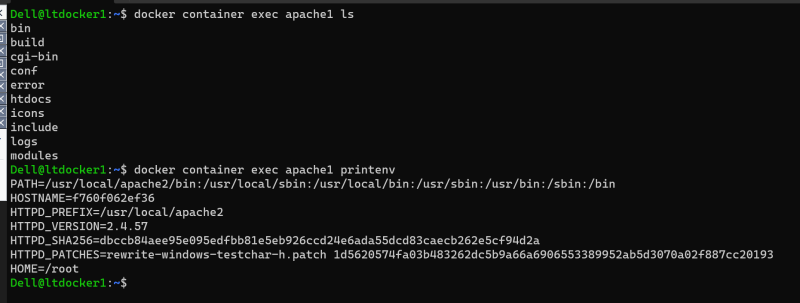 Dell@ltdocker1:~$ docker container exec apache1 ls
bin
build
cgi-bin
conf
error
htdocs
icons
include
logs
modules
Dell@ltdocker1:~$ docker container exec apache1 printenv
PATH=/usr/local/apache2/bin:/usr/local/sbin:/usr/local/bin:/usr/sbin:/usr/bin:/sbin:/bin
HOSTNAME=f760f062ef36
HTTPD_PREFIX=/usr/local/apache2
HTTPD_VERSION=2.4.57
HTTPD_SHA256=dbccb84aee95e095edfbb81e5eb926ccd24e6ada55dcd83caecb262e5cf94d2a
HTTPD_PATCHES=rewrite-windows-testchar-h.patch 1d5620574fa03b483262dc5b9a66a6906553389952ab5d3070a02f887cc20193
HOME=/root
Dell@ltdocker1:~$